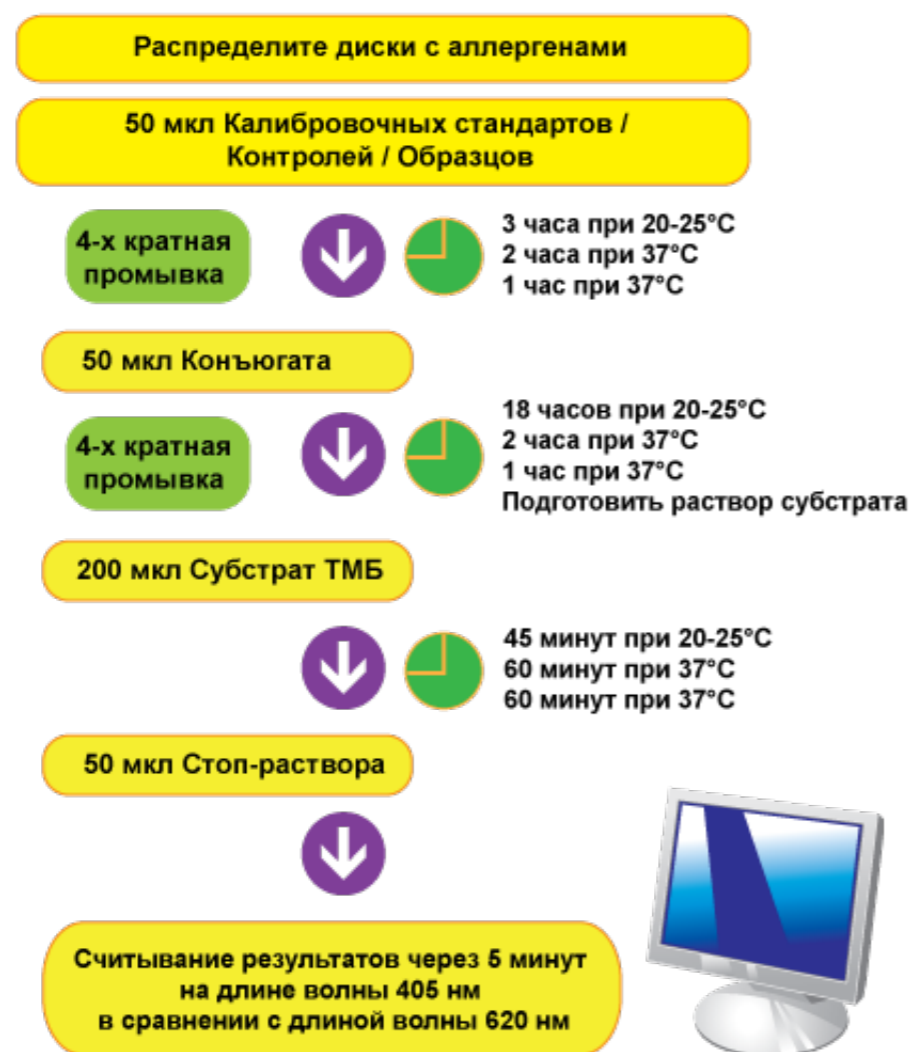 Распределите диски с аллергенами
50 мкл Калибровочных стандартов /
Контролей / Образцов
4-х кратная
промывка
3 часа при 20-25°C
2 часа при 37°C
1 час при 37°C
50 мкл Конъюгата
4-х кратная
промывка
18 часов при 20-25°C
2 часа при 37°C
1 час при 37°C
Подготовить раствор субстрата
200 мкл Субстрат ТМБ
45 минут при 20-25°C
60 минут при 37°C
60 минут при 37°C
50 мкл Стоп-раствора
Считывание результатов через 5 минут
на длине волны 405 нм
в сравнении с длиной волны 620 нм